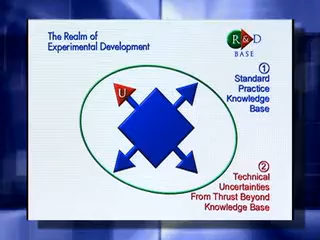 The Realm of
Experimental Development
R&D
BASE
U
1
Standard
Practice
Knowledge
Base
2
Technical
Uncertainties
From Thrust Beyond
Knowledge Base